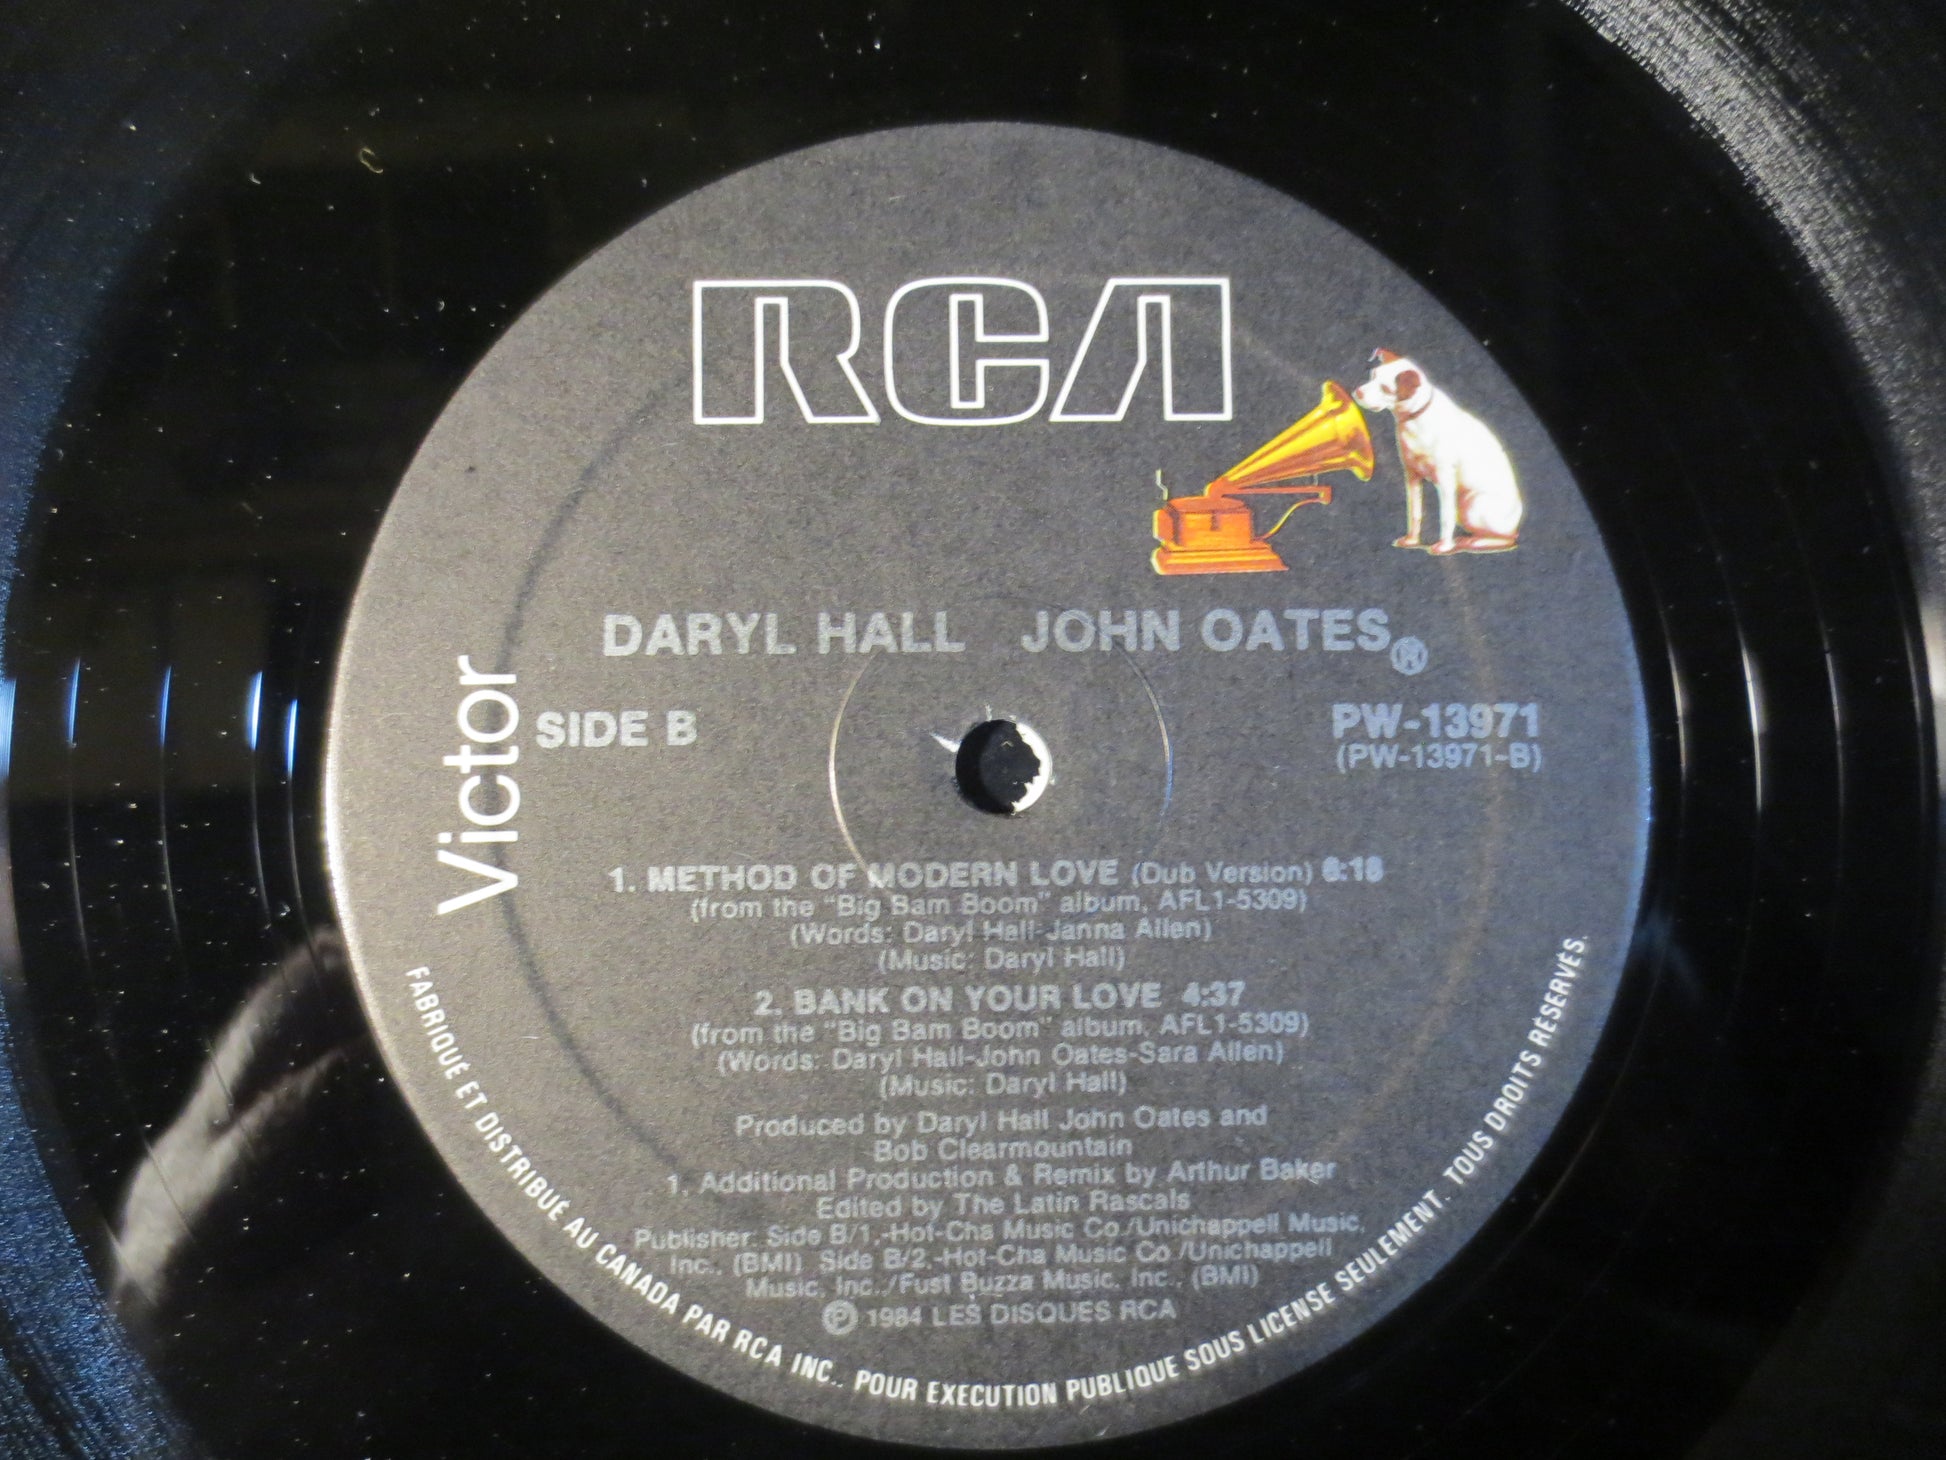 RCA
DARYL HALL JOHN OATES®
Victor
SIDE B
PW-13971
(PW-13971-B)
1. METHOD OF MODERN LOVE (Dub Version) 6:18
(from the "Big Bam Boom" album, AFL1-5309)
(Words: Daryl Hall-Janna Allen)
(Music: Daryl Hall)
2. BANK ON YOUR LOVE 4:37
(from the "Big Bam Boom" album, AFL1-5309)
(Words: Daryl Hall-John Oates-Sara Allen)
(Music: Daryl Hall)
Produced by Daryl Hall John Oates and
Bob Clearmountain
1. Additional Production & Remix by Arthur Baker
Edited by The Latin Rascals
Publisher: Side B/1.-Hot-Cha Music Co./Unichappell Music,
Inc., (BMI) Side B/2.-Hot-Cha Music Co./Unichappell
Music, Inc../Fust Buzza Music, Inc., (BMI)
℗ 1984 LES DISQUES RCA
FABRIQUÉ ET DISTRIBUÉ AU CANADA PAR RCA INC.. POUR EXECUTION PUBLIQUE SOUS LICENSE SEULEMENT. TOUS DROITS RÉSERVÉS.